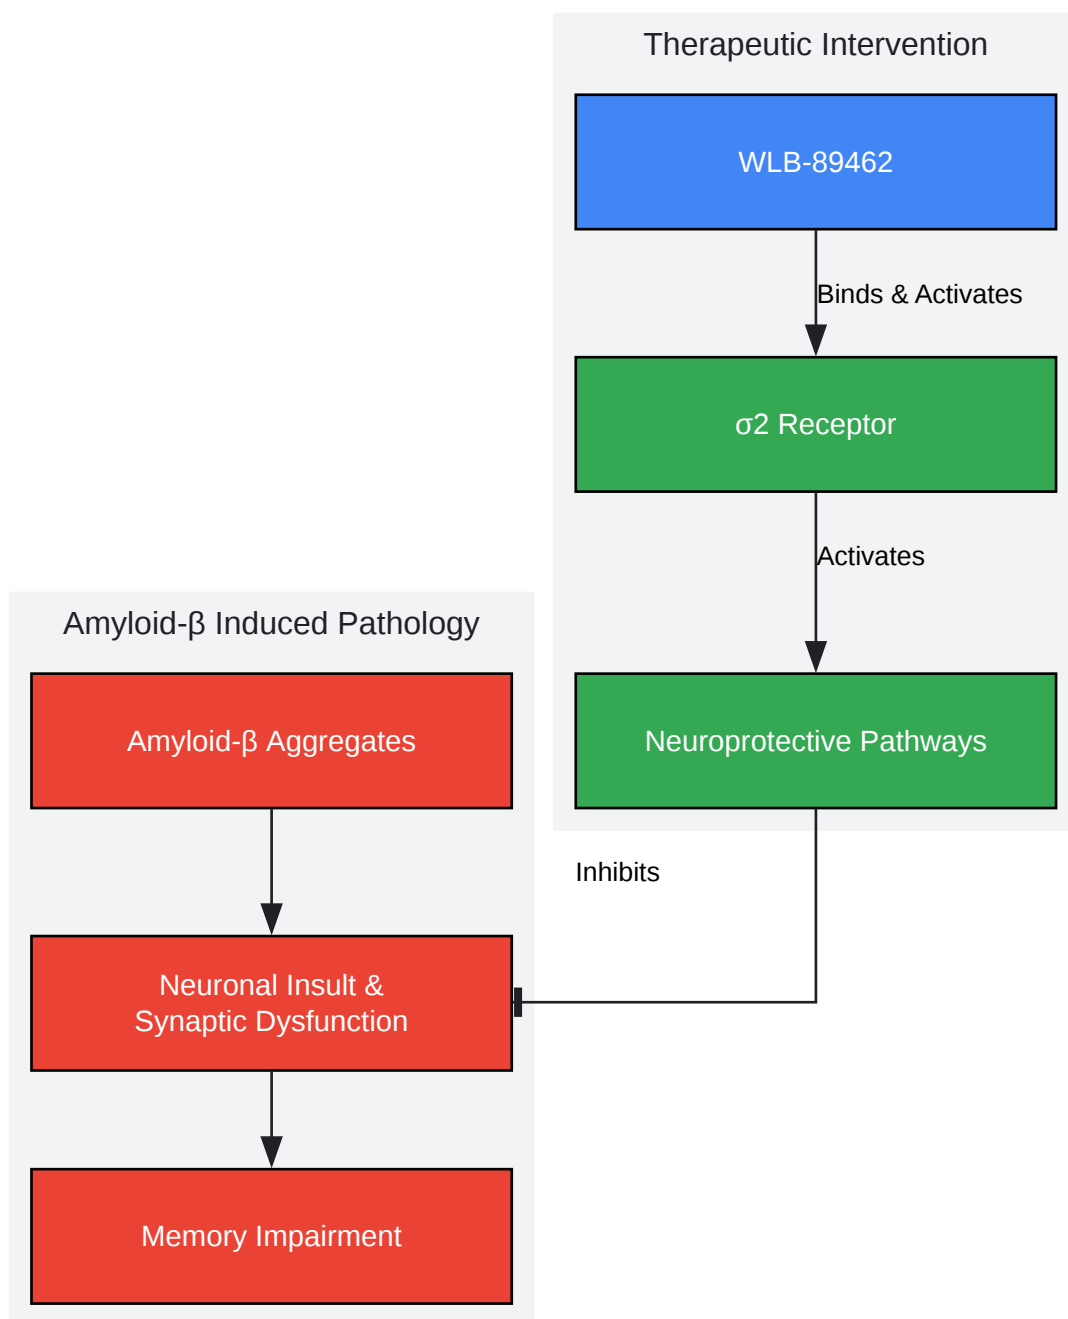 Therapeutic Intervention
WLB-89462
Binds & Activates
σ2 Receptor
Activates
Neuroprotective Pathways
Inhibits
Amyloid-β Induced Pathology
Amyloid-β Aggregates
Neuronal Insult &
Synaptic Dysfunction
Memory Impairment